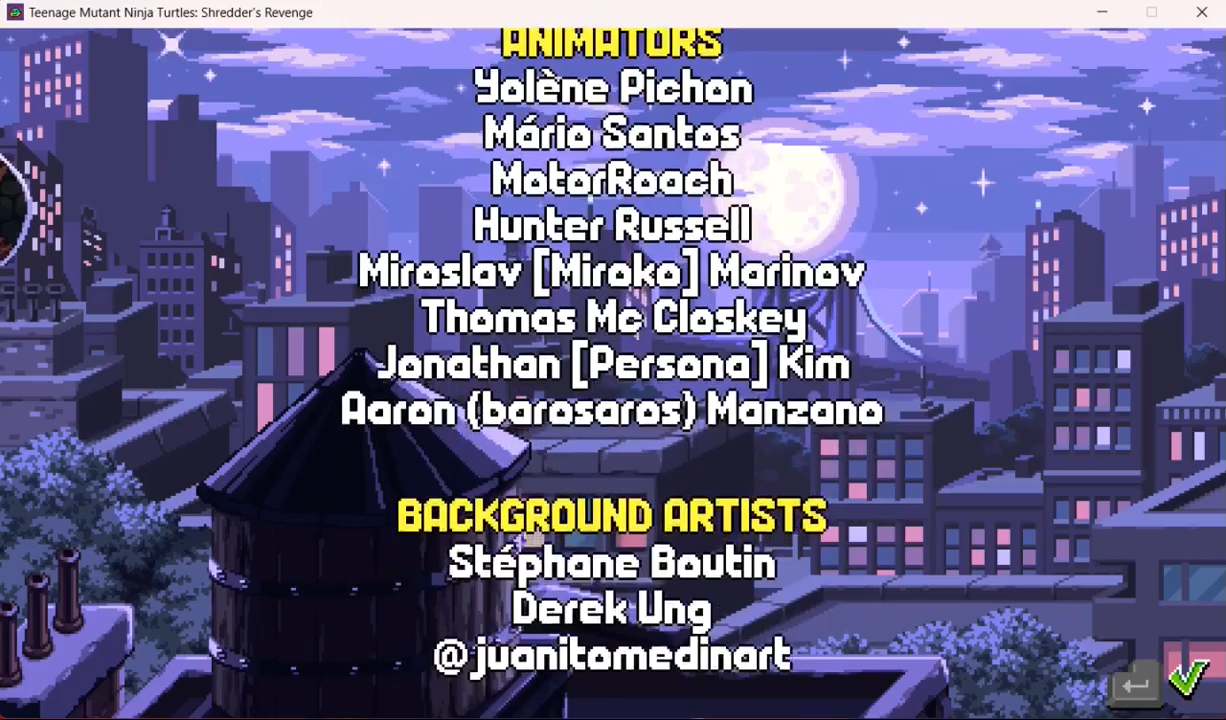 Teenage Mutant Ninja Turtles: Shredder's Revenge
ANIMATORS
Yolène Pichon
Mário Santos
MotorRoach
Hunter Russell
Miroslav [Miroko] Marinov
Thomas Mc Closkey
Jonathan [Persona] Kim
Aaron (barosaros) Manzano
BACKGROUND ARTISTS
Stéphane Boutin
Derek Ung
@juanitomedinart